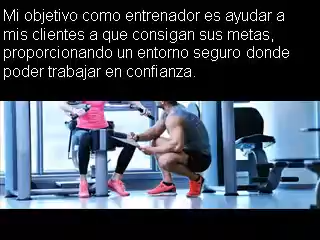 Mi objetivo como entrenador es ayudar a
mis clientes a que consigan sus metas,
proporcionando un entorno seguro donde
poder trabajar en confianza.